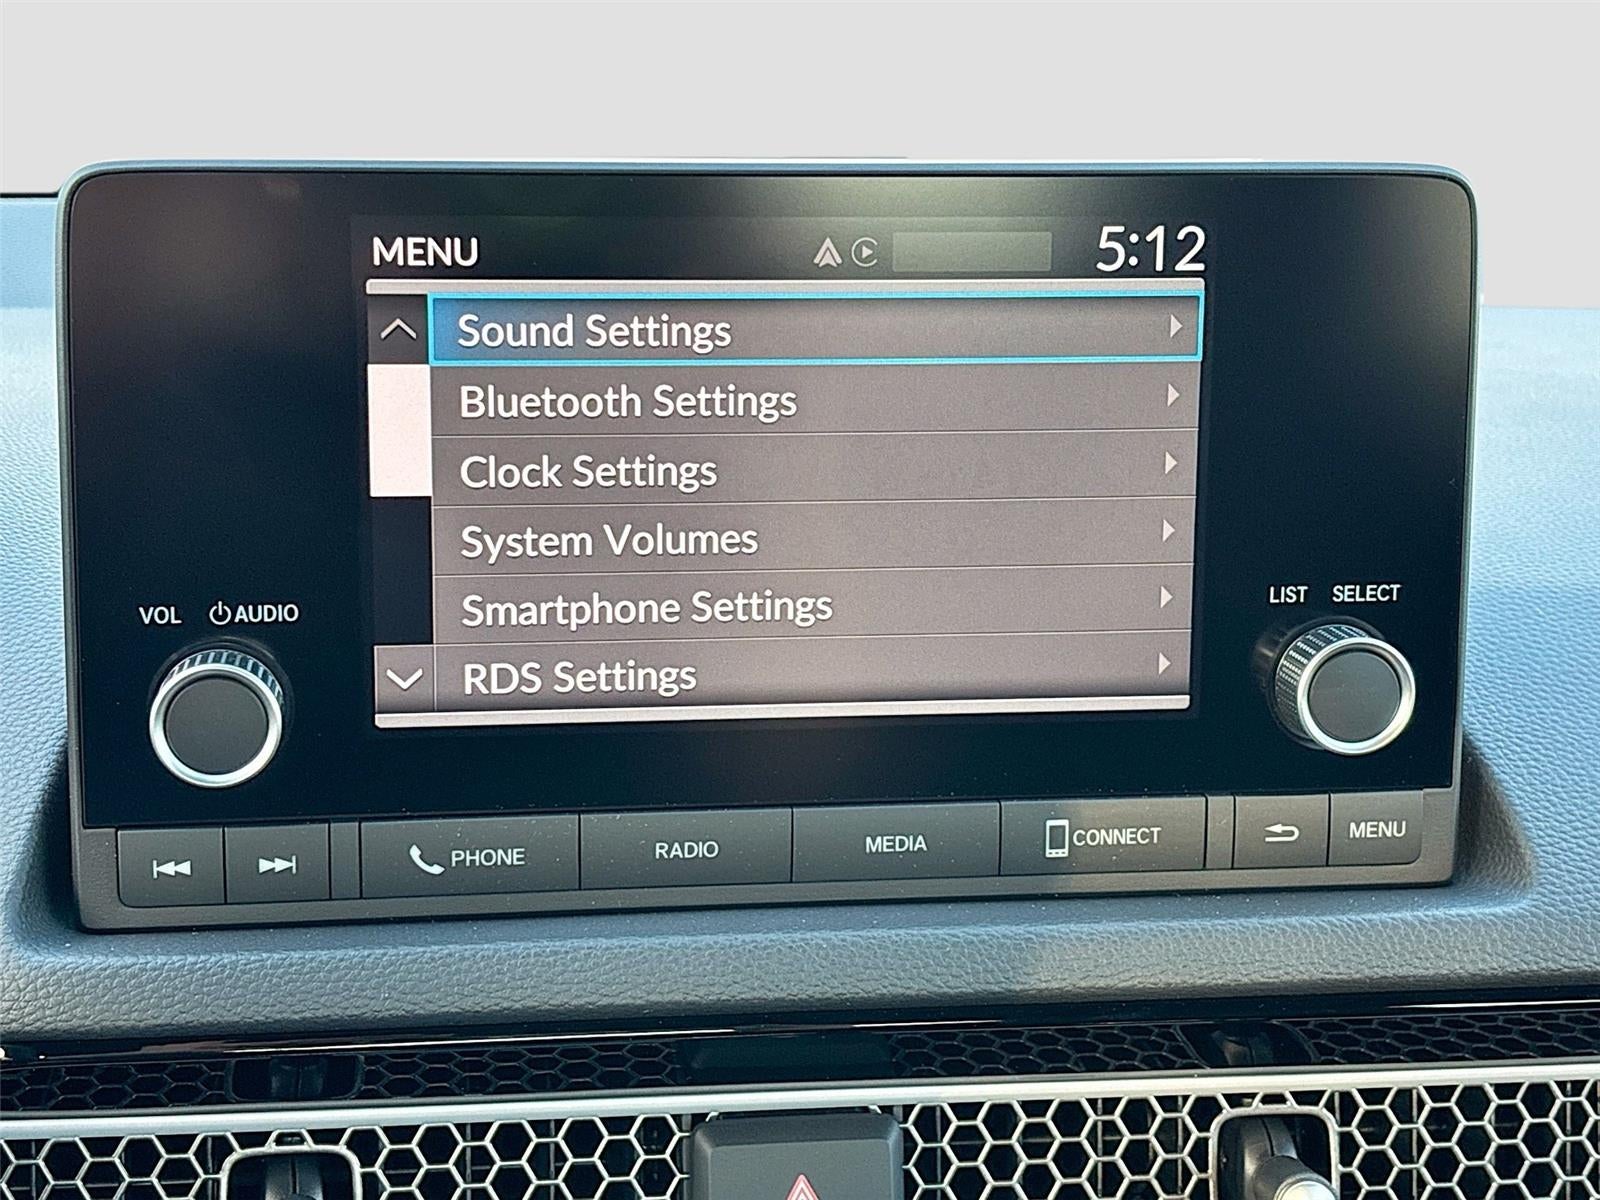 MENU 5:12
Sound Settings
Bluetooth Settings
Clock Settings
System Volumes
Smartphone Settings
RDS Settings
VOL AUDIO
LIST SELECT
PHONE RADIO MEDIA CONNECT MENU